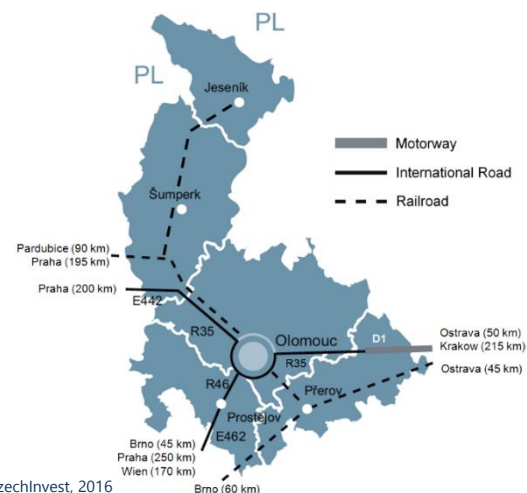 PL
PL
Jeseník
Motorway
International Road
Railroad
Šumperk
Pardubice (90 km)
Praha (195 km)
Praha (200 km)
E442
R35
Olomouc
D1
R35
Ostrava (50 km)
Krakow (215 km)
Ostrava (45 km)
R46
Přerov
Prostějov
E462
Brno (45 km)
Praha (250 km)
Wien (170 km)
Brno (60 km)
zechInvest, 2016